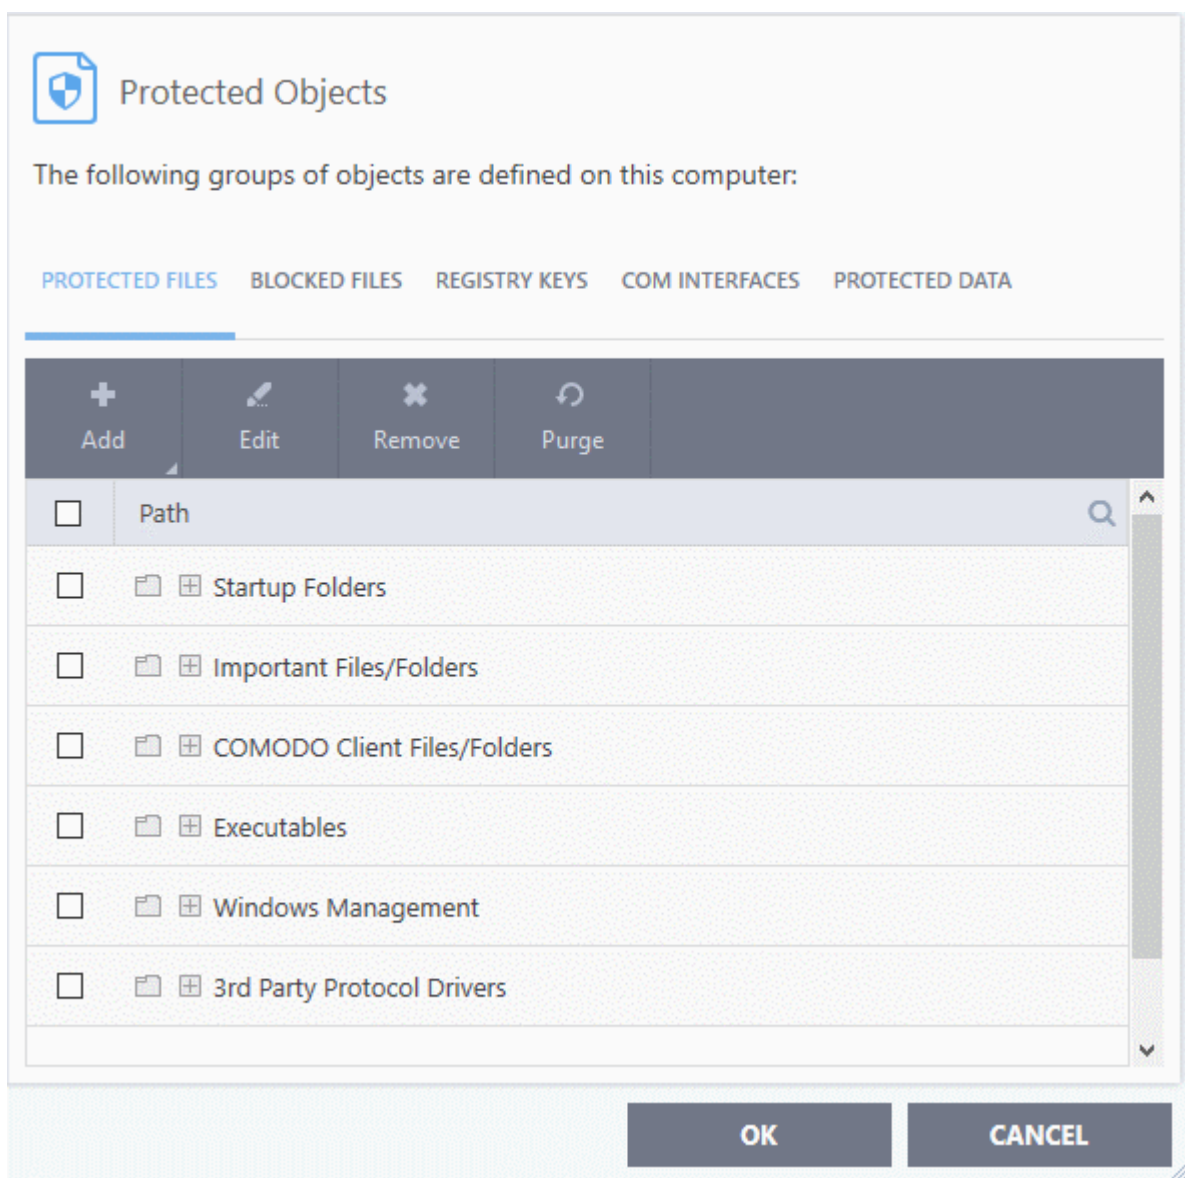 Protected Objects
The following groups of objects are defined on this computer:
PROTECTED FILES BLOCKED FILES REGISTRY KEYS COM INTERFACES PROTECTED DATA
Add Edit Remove Purge
Path
Startup Folders
Important Files/Folders
COMODO Client Files/Folders
Executables
Windows Management
3rd Party Protocol Drivers
OK CANCEL